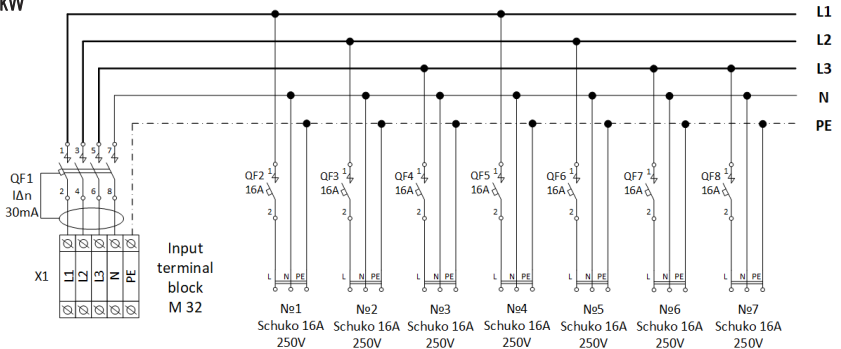 kW
L1
L2
L3
N
PE
1 3 5 7
QF1
I∆n
30mA
2 4 6 8
QF2 1
16A
2
QF3 1
16A
2
QF4 1
16A
2
QF5 1
16A
2
QF6 1
16A
2
QF7 1
16A
2
QF8 1
16A
2
X1
L1 L2 L3 N PE
Input
terminal
block
M 32
L N PE
L N PE
L N PE
L N PE
L N PE
L N PE
L N PE
№1 №2 №3 №4 №5 №6 №7
Schuko 16A Schuko 16A Schuko 16A Schuko 16A Schuko 16A Schuko 16A Schuko 16A
250V 250V 250V 250V 250V 250V 250V